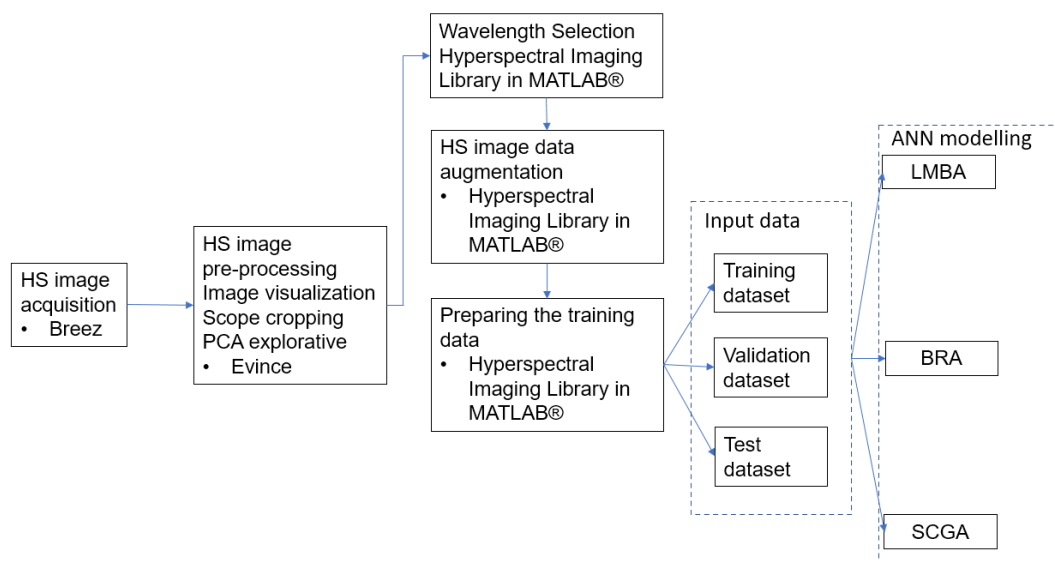 HS image
acquisition
• Breez
HS image
pre-processing
Image visualization
Scope cropping
PCA explorative
• Evince
Wavelength Selection
Hyperspectral Imaging
Library in MATLAB®
HS image data
augmentation
• Hyperspectral
Imaging Library in
MATLAB®
Preparing the training
data
• Hyperspectral
Imaging Library in
MATLAB®
Input data
Training
dataset
Validation
dataset
Test
dataset
ANN modelling
LMBA
BRA
SCGA